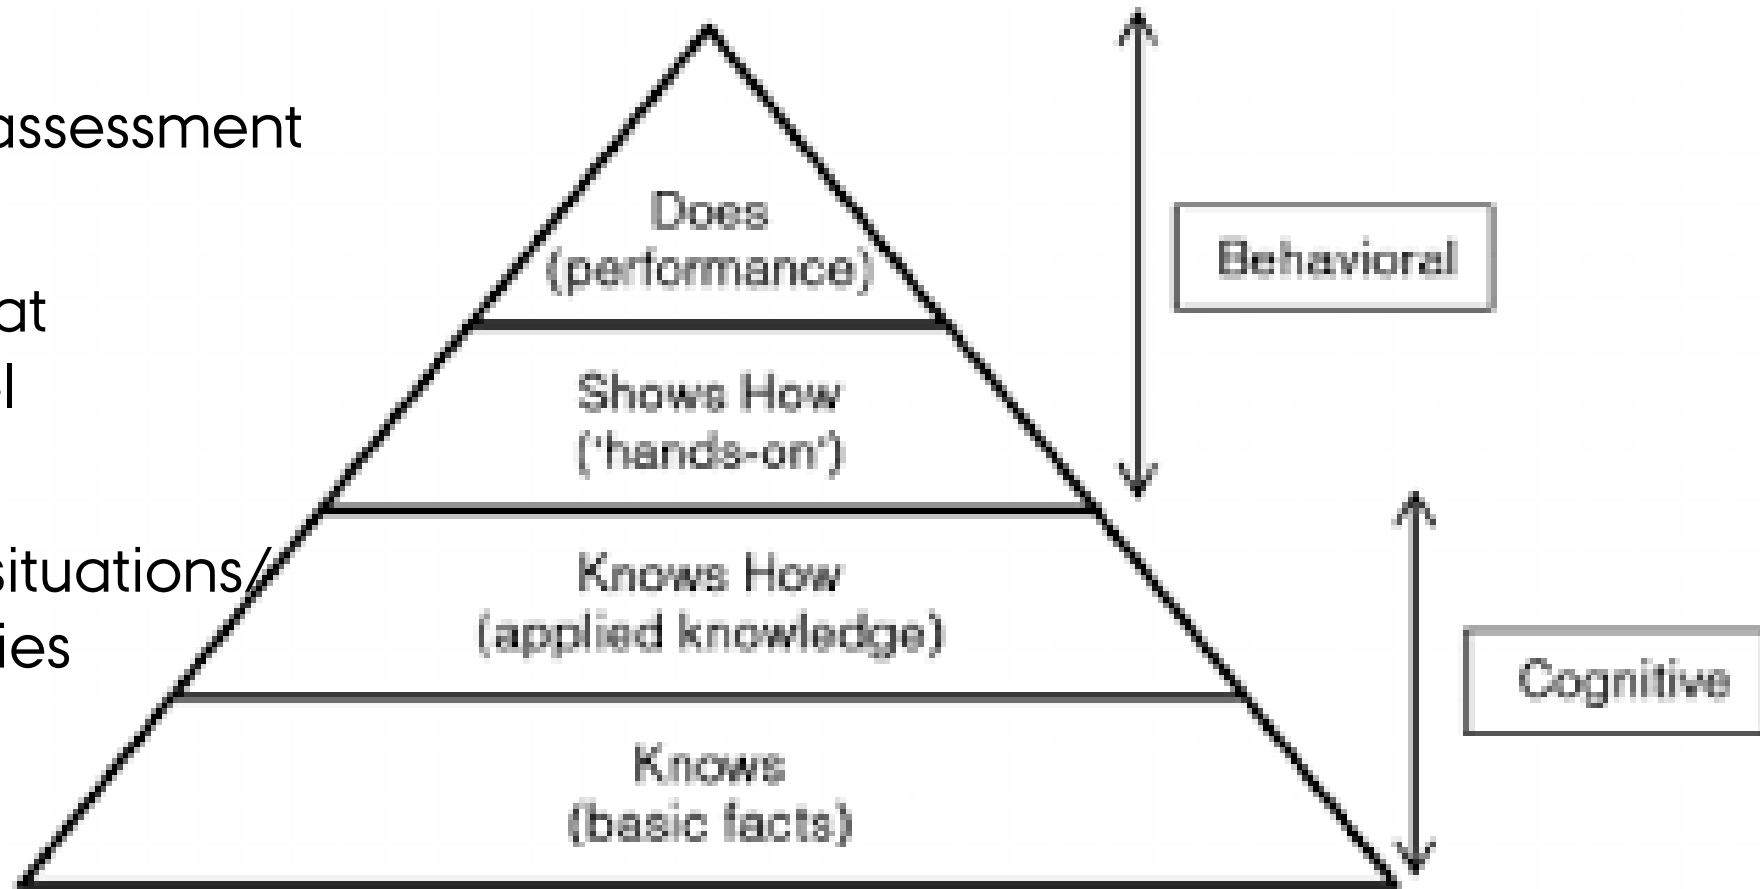 assessment
at
el
situations/
ies
Does
(performance)
Shows How
('hands-on')
Knows How
(applied knowledge)
Knows
(basic facts)
Behavioral
Cognitive